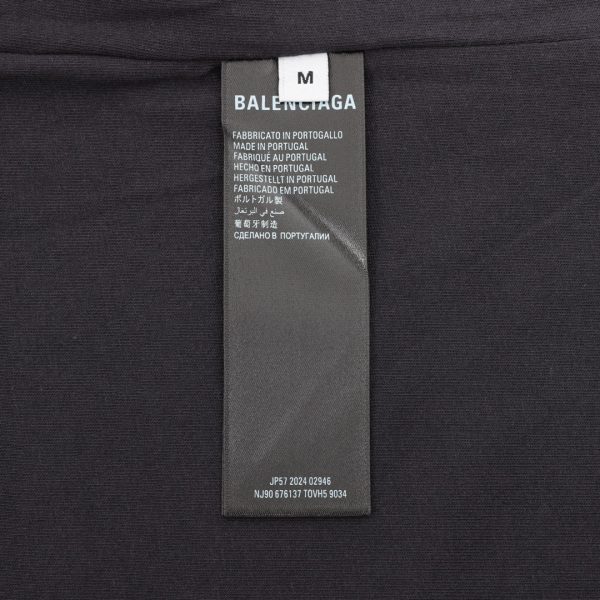 M
BALENCIAGA
FABBRICATO IN PORTOGALLO
MADE IN PORTUGAL
FABRIQUÉ AU PORTUGAL
HECHO EN PORTUGAL
HERGESTELLT IN PORTUGAL
FABRICADO EM PORTUGAL
ポルトガル製
صنع في البرتغال
葡萄牙制造
СДЕЛАНО В ПОРТУГАЛИИ
JP57 2024 02946
NJ90 676137 TOVH5 9034